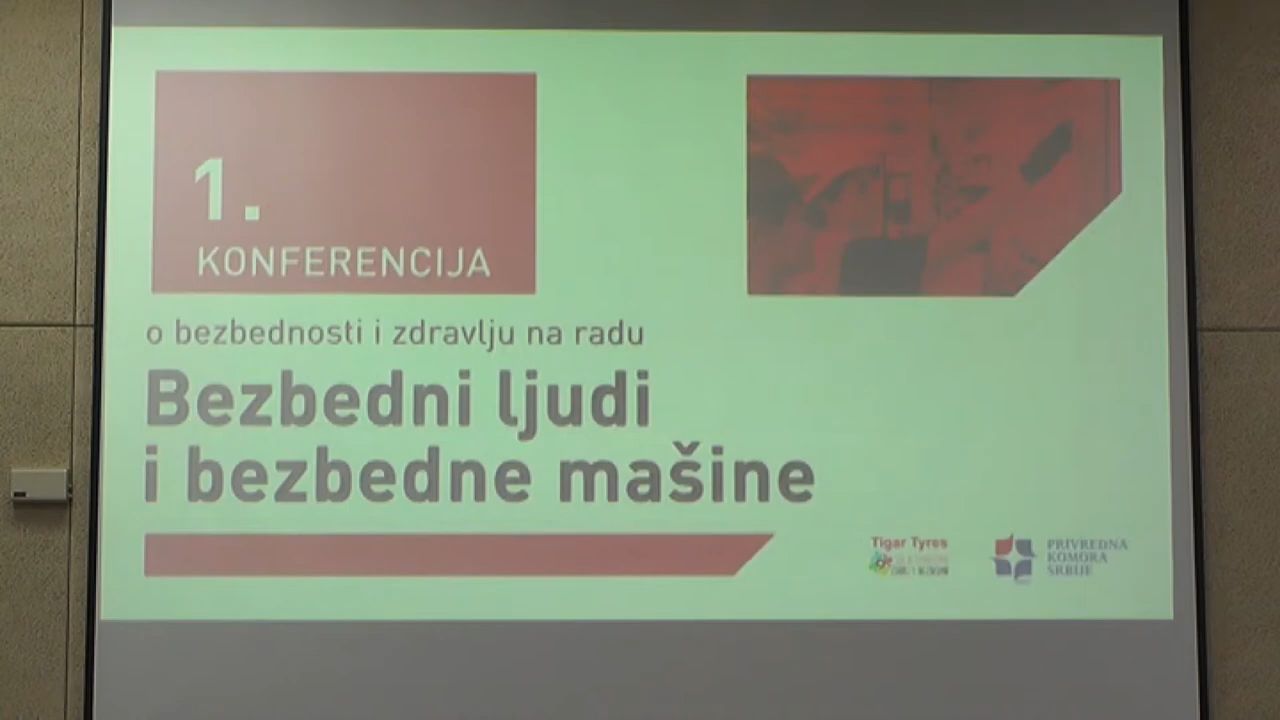 1.
KONFERENCIJA
o bezbednosti i zdravlju na radu
Bezbedni ljudi
i bezbedne mašine
Tigar Tyres
PRIVREDNA
KOMORA
SRBIJE